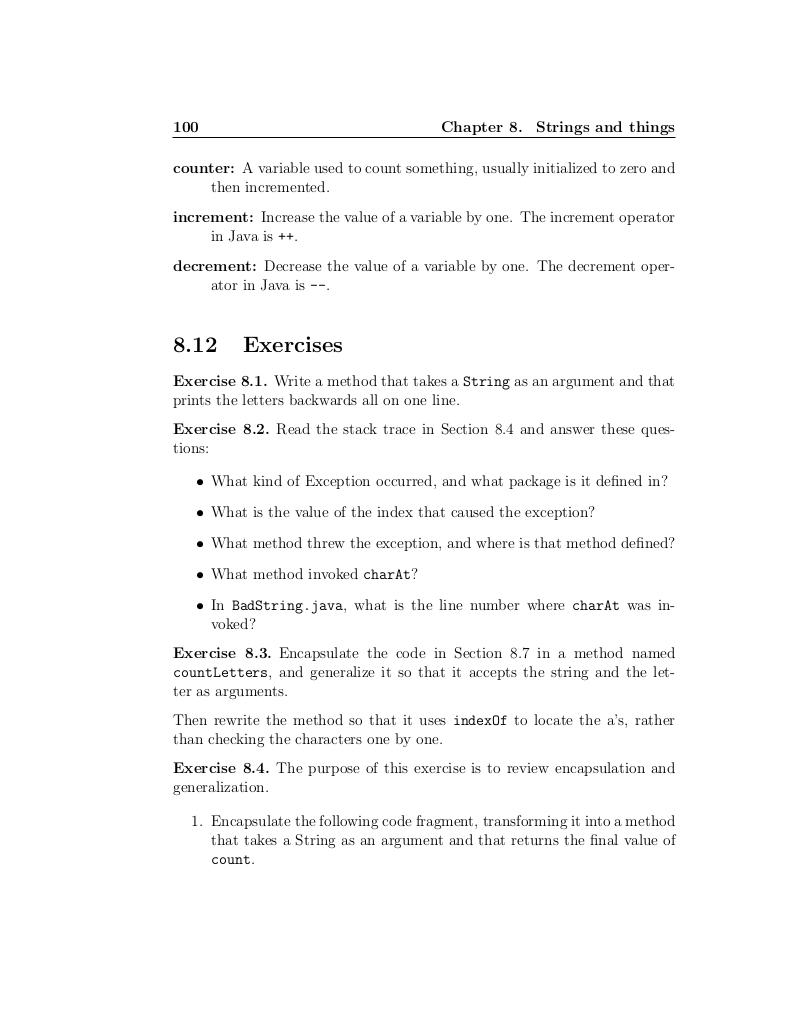 100 Chapter 8. Strings and things
counter: A variable used to count something, usually initialized to zero and
then incremented.
increment: Increase the value of a variable by one. The increment operator
in Java is ++.
decrement: Decrease the value of a variable by one. The decrement oper-
ator in Java is --.
8.12 Exercises
Exercise 8.1. Write a method that takes a String as an argument and that
prints the letters backwards all on one line.
Exercise 8.2. Read the stack trace in Section 8.4 and answer these ques-
tions:
• What kind of Exception occurred, and what package is it defined in?
• What is the value of the index that caused the exception?
• What method threw the exception, and where is that method defined?
• What method invoked charAt?
• In BadString.java, what is the line number where charAt was in-
voked?
Exercise 8.3. Encapsulate the code in Section 8.7 in a method named
countLetters, and generalize it so that it accepts the string and the let-
ter as arguments.
Then rewrite the method so that it uses indexOf to locate the a's, rather
than checking the characters one by one.
Exercise 8.4. The purpose of this exercise is to review encapsulation and
generalization.
1. Encapsulate the following code fragment, transforming it into a method
that takes a String as an argument and that returns the final value of
count.